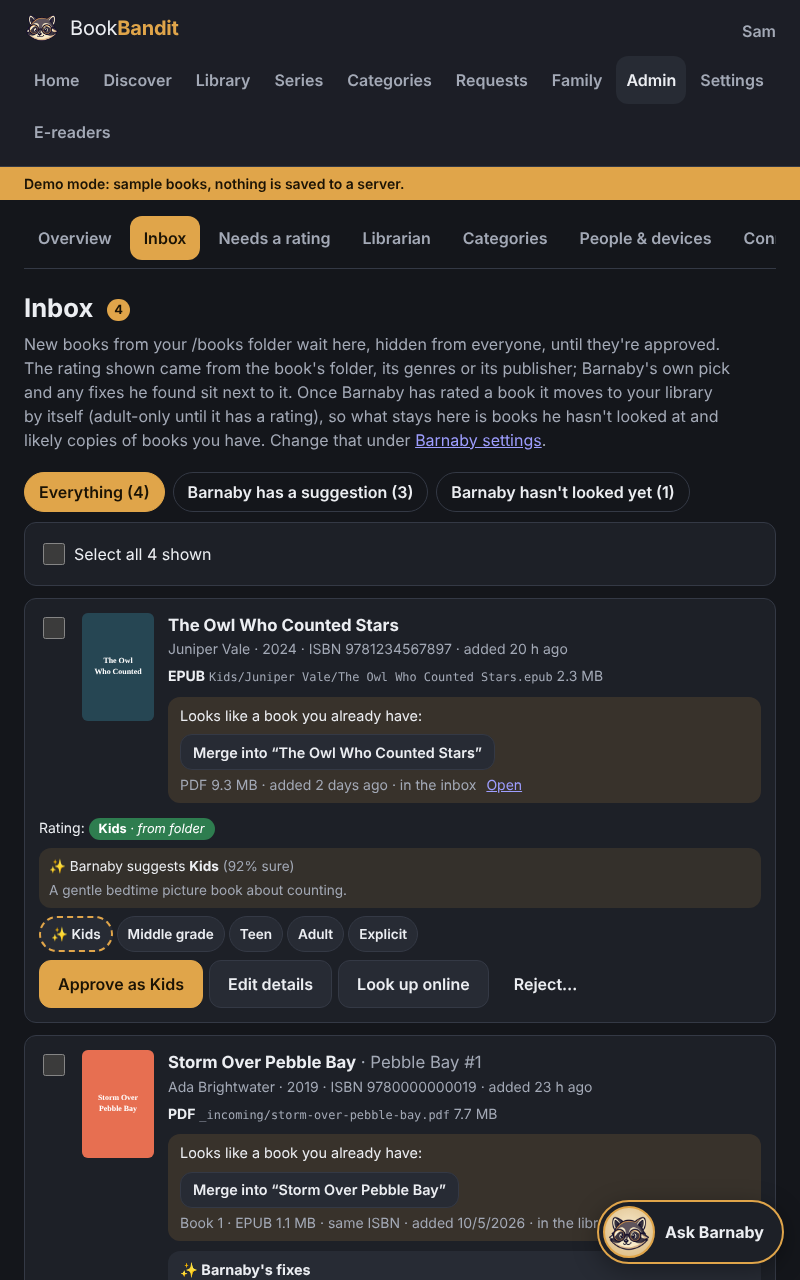 BookBandit
Sam
Home Discover Library Series Categories Requests Family Admin Settings
E-readers
Demo mode: sample books, nothing is saved to a server.
Overview Inbox Needs a rating Librarian Categories People & devices
Inbox 4
New books from your /books folder wait here, hidden from everyone, until they're approved.
The rating shown came from the book's folder, its genres or its publisher; Barnaby's own pick
and any fixes he found sit next to it. Once Barnaby has rated a book it moves to your library
by itself (adult-only until it has a rating), so what stays here is books he hasn't looked at and
likely copies of books you have. Change that under Barnaby settings.
Everything (4) Barnaby has a suggestion (3) Barnaby hasn't looked yet (1)
Select all 4 shown
The Owl
Who Counted
The Owl Who Counted Stars
Juniper Vale · 2024 · ISBN 9781234567897 · added 20 h ago
EPUB Kids/Juniper Vale/The Owl Who Counted Stars.epub 2.3 MB
Looks like a book you already have:
Merge into “The Owl Who Counted Stars”
PDF 9.3 MB · added 2 days ago · in the inbox Open
Rating: Kids · from folder
✨ Barnaby suggests Kids (92% sure)
A gentle bedtime picture book about counting.
✨ Kids Middle grade Teen Adult Explicit
Approve as Kids Edit details Look up online Reject...
Storm Over
Pebble Bay
Storm Over Pebble Bay · Pebble Bay #1
Ada Brightwater · 2019 · ISBN 9780000000019 · added 23 h ago
PDF _incoming/storm-over-pebble-bay.pdf 7.7 MB
Looks like a book you already have:
Merge into “Storm Over Pebble Bay”
Book 1 · EPUB 1.1 MB · same ISBN · added 10/5/2026 · in the
✨ Barnaby's fixes
Ask Barnaby